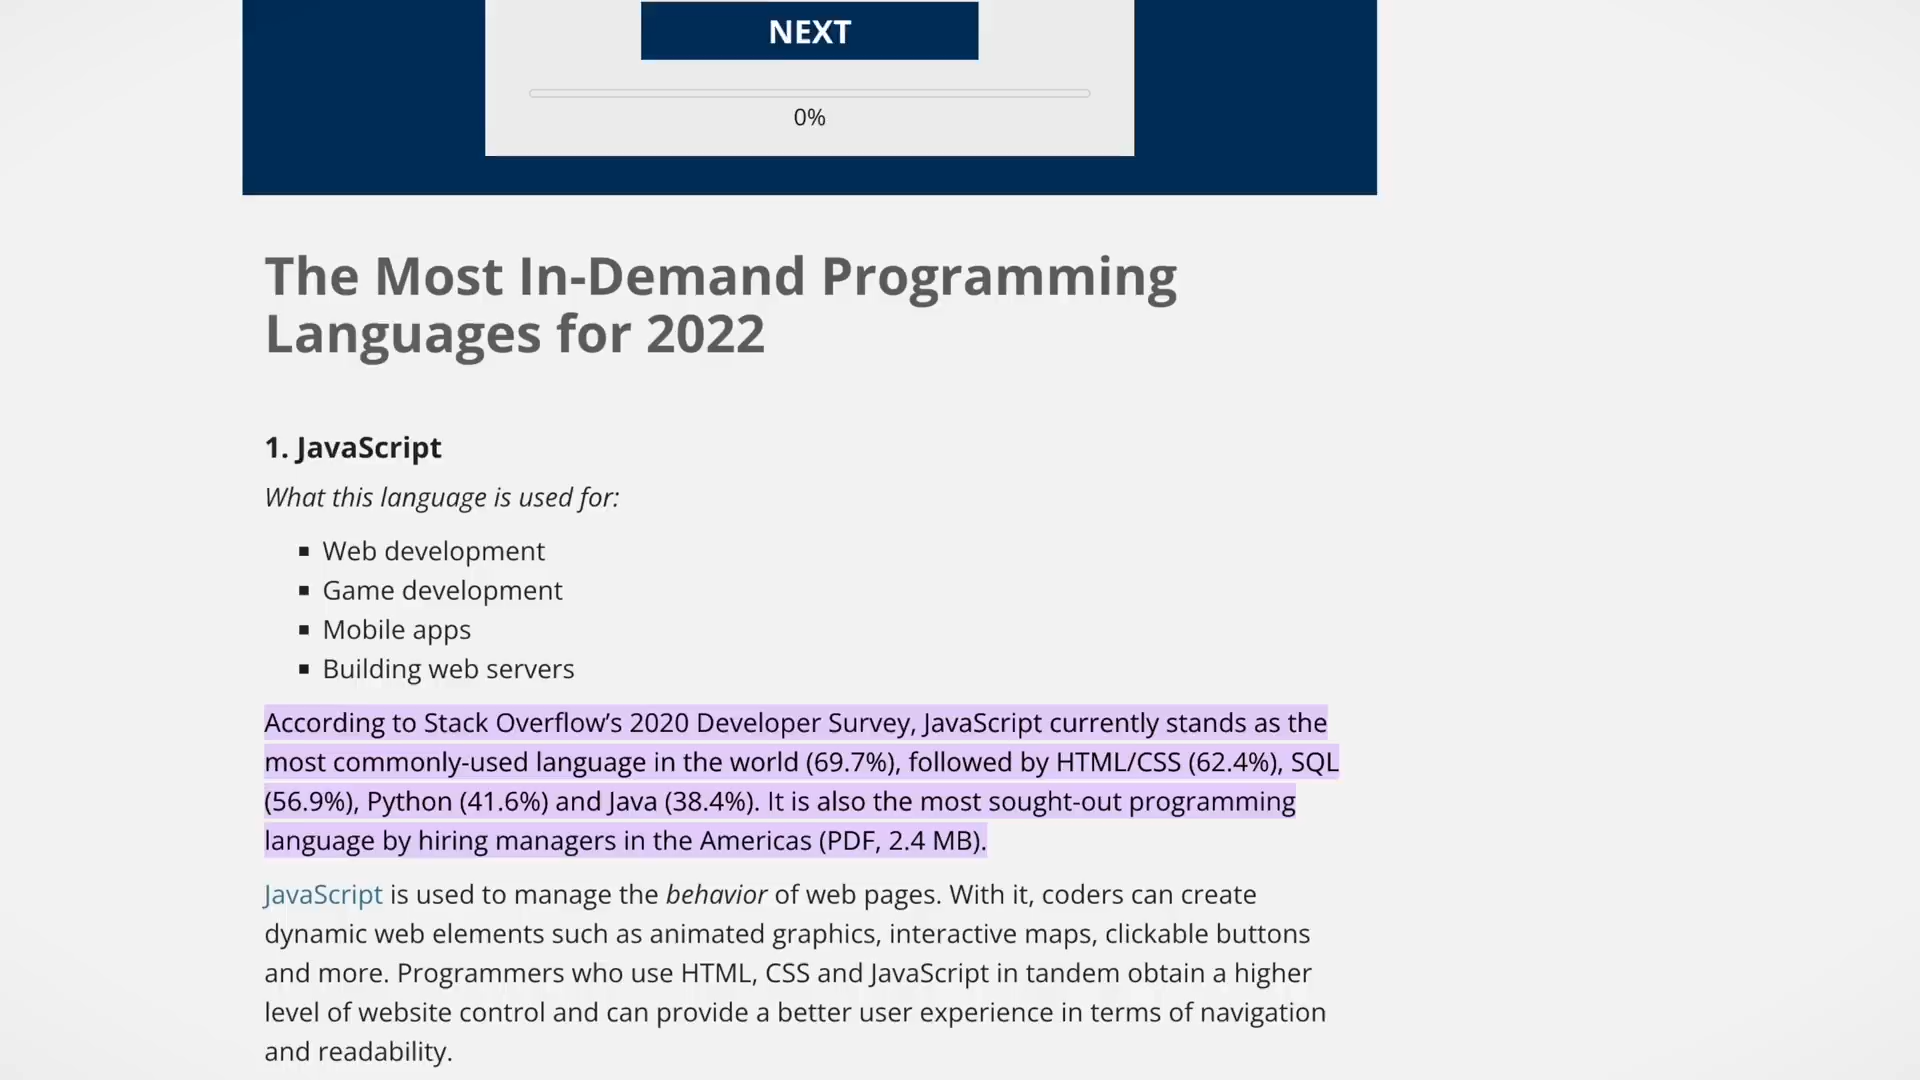 NEXT
0%
The Most In-Demand Programming
Languages for 2022
1. JavaScript
What this language is used for:
▪ Web development
▪ Game development
▪ Mobile apps
▪ Building web servers
According to Stack Overflow’s 2020 Developer Survey, JavaScript currently stands as the
most commonly-used language in the world (69.7%), followed by HTML/CSS (62.4%), SQL
(56.9%), Python (41.6%) and Java (38.4%). It is also the most sought-out programming
language by hiring managers in the Americas (PDF, 2.4 MB).
JavaScript is used to manage the behavior of web pages. With it, coders can create
dynamic web elements such as animated graphics, interactive maps, clickable buttons
and more. Programmers who use HTML, CSS and JavaScript in tandem obtain a higher
level of website control and can provide a better user experience in terms of navigation
and readability.